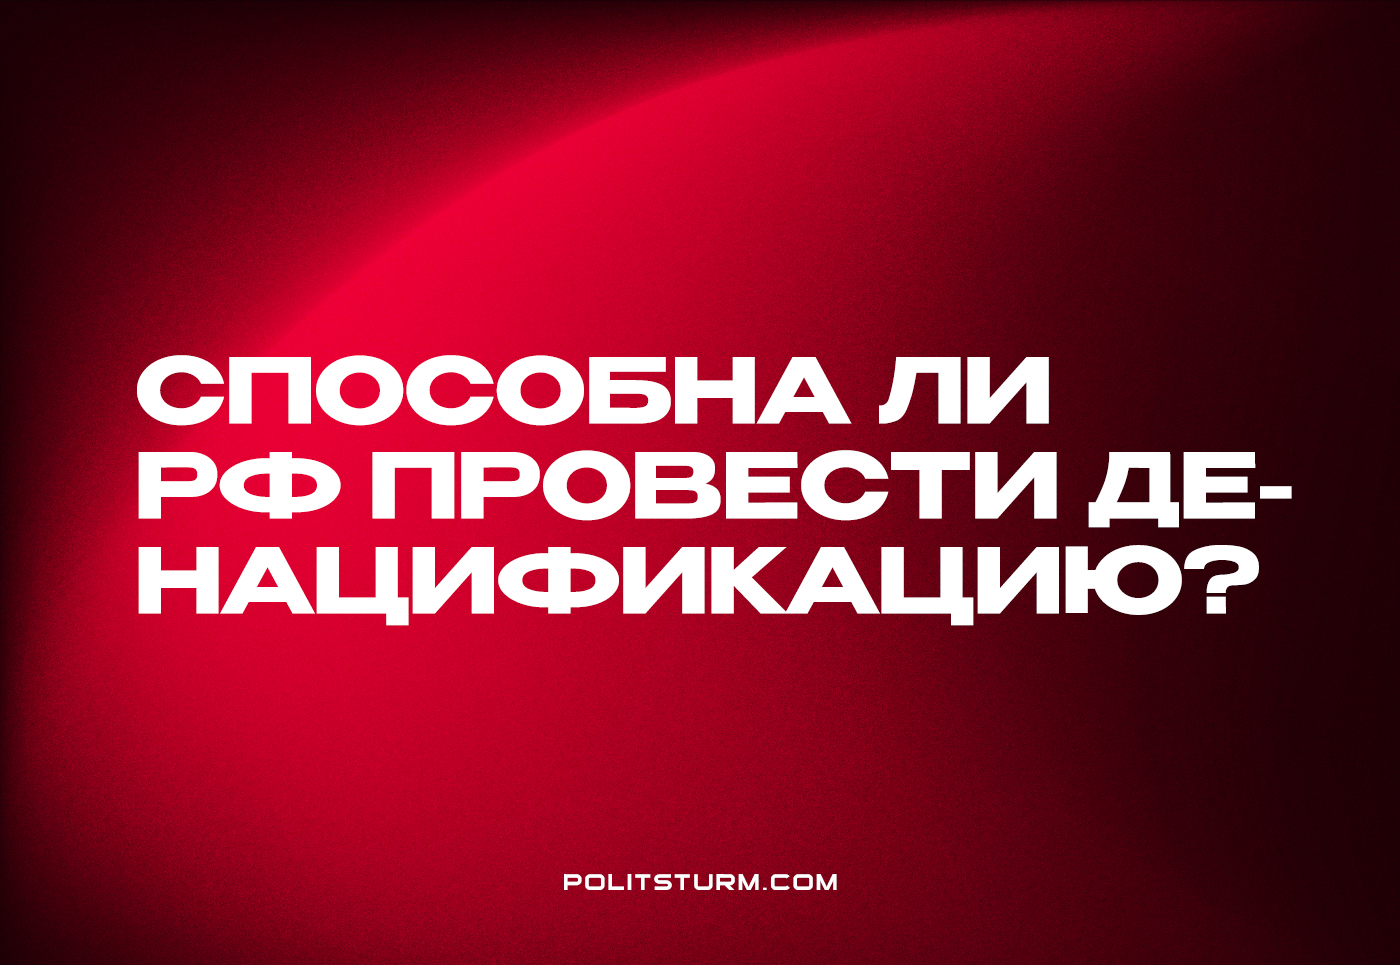 СПОСОБНА ЛИ
РФ ПРОВЕСТИ ДЕ-
НАЦИФИКАЦИЮ?
POLITSTURM.COM